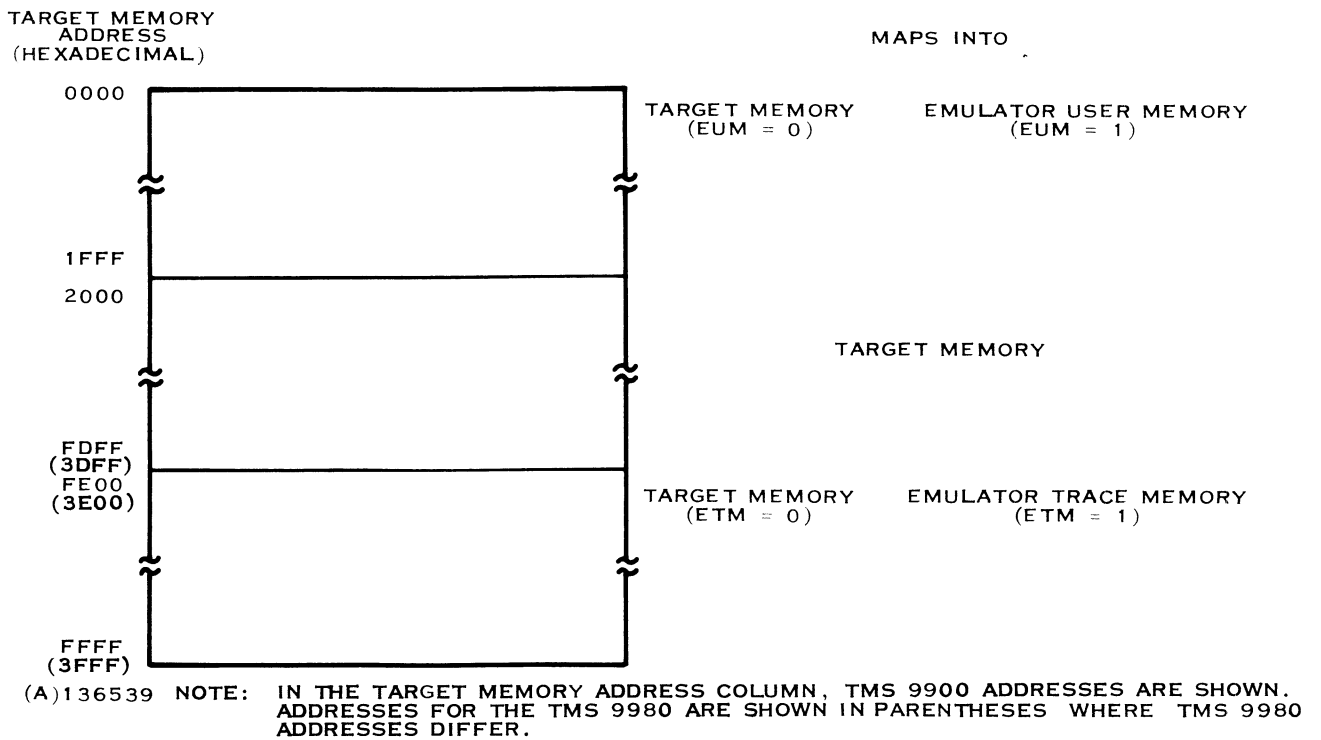 TARGET MEMORY
ADDRESS
(HEXADECIMAL)
MAPS INTO
0000
TARGET MEMORY
(EUM = 0)
EMULATOR USER MEMORY
(EUM = 1)
1FFF
2000
TARGET MEMORY
FDFF
(3DFF)
FE00
(3E00)
TARGET MEMORY
(ETM = 0)
EMULATOR TRACE MEMORY
(ETM = 1)
FFFF
(3FFF)
(A)136539 NOTE: IN THE TARGET MEMORY ADDRESS COLUMN, TMS 9900 ADDRESSES ARE SHOWN.
ADDRESSES FOR THE TMS 9980 ARE SHOWN IN PARENTHESES WHERE TMS 9980
ADDRESSES DIFFER.